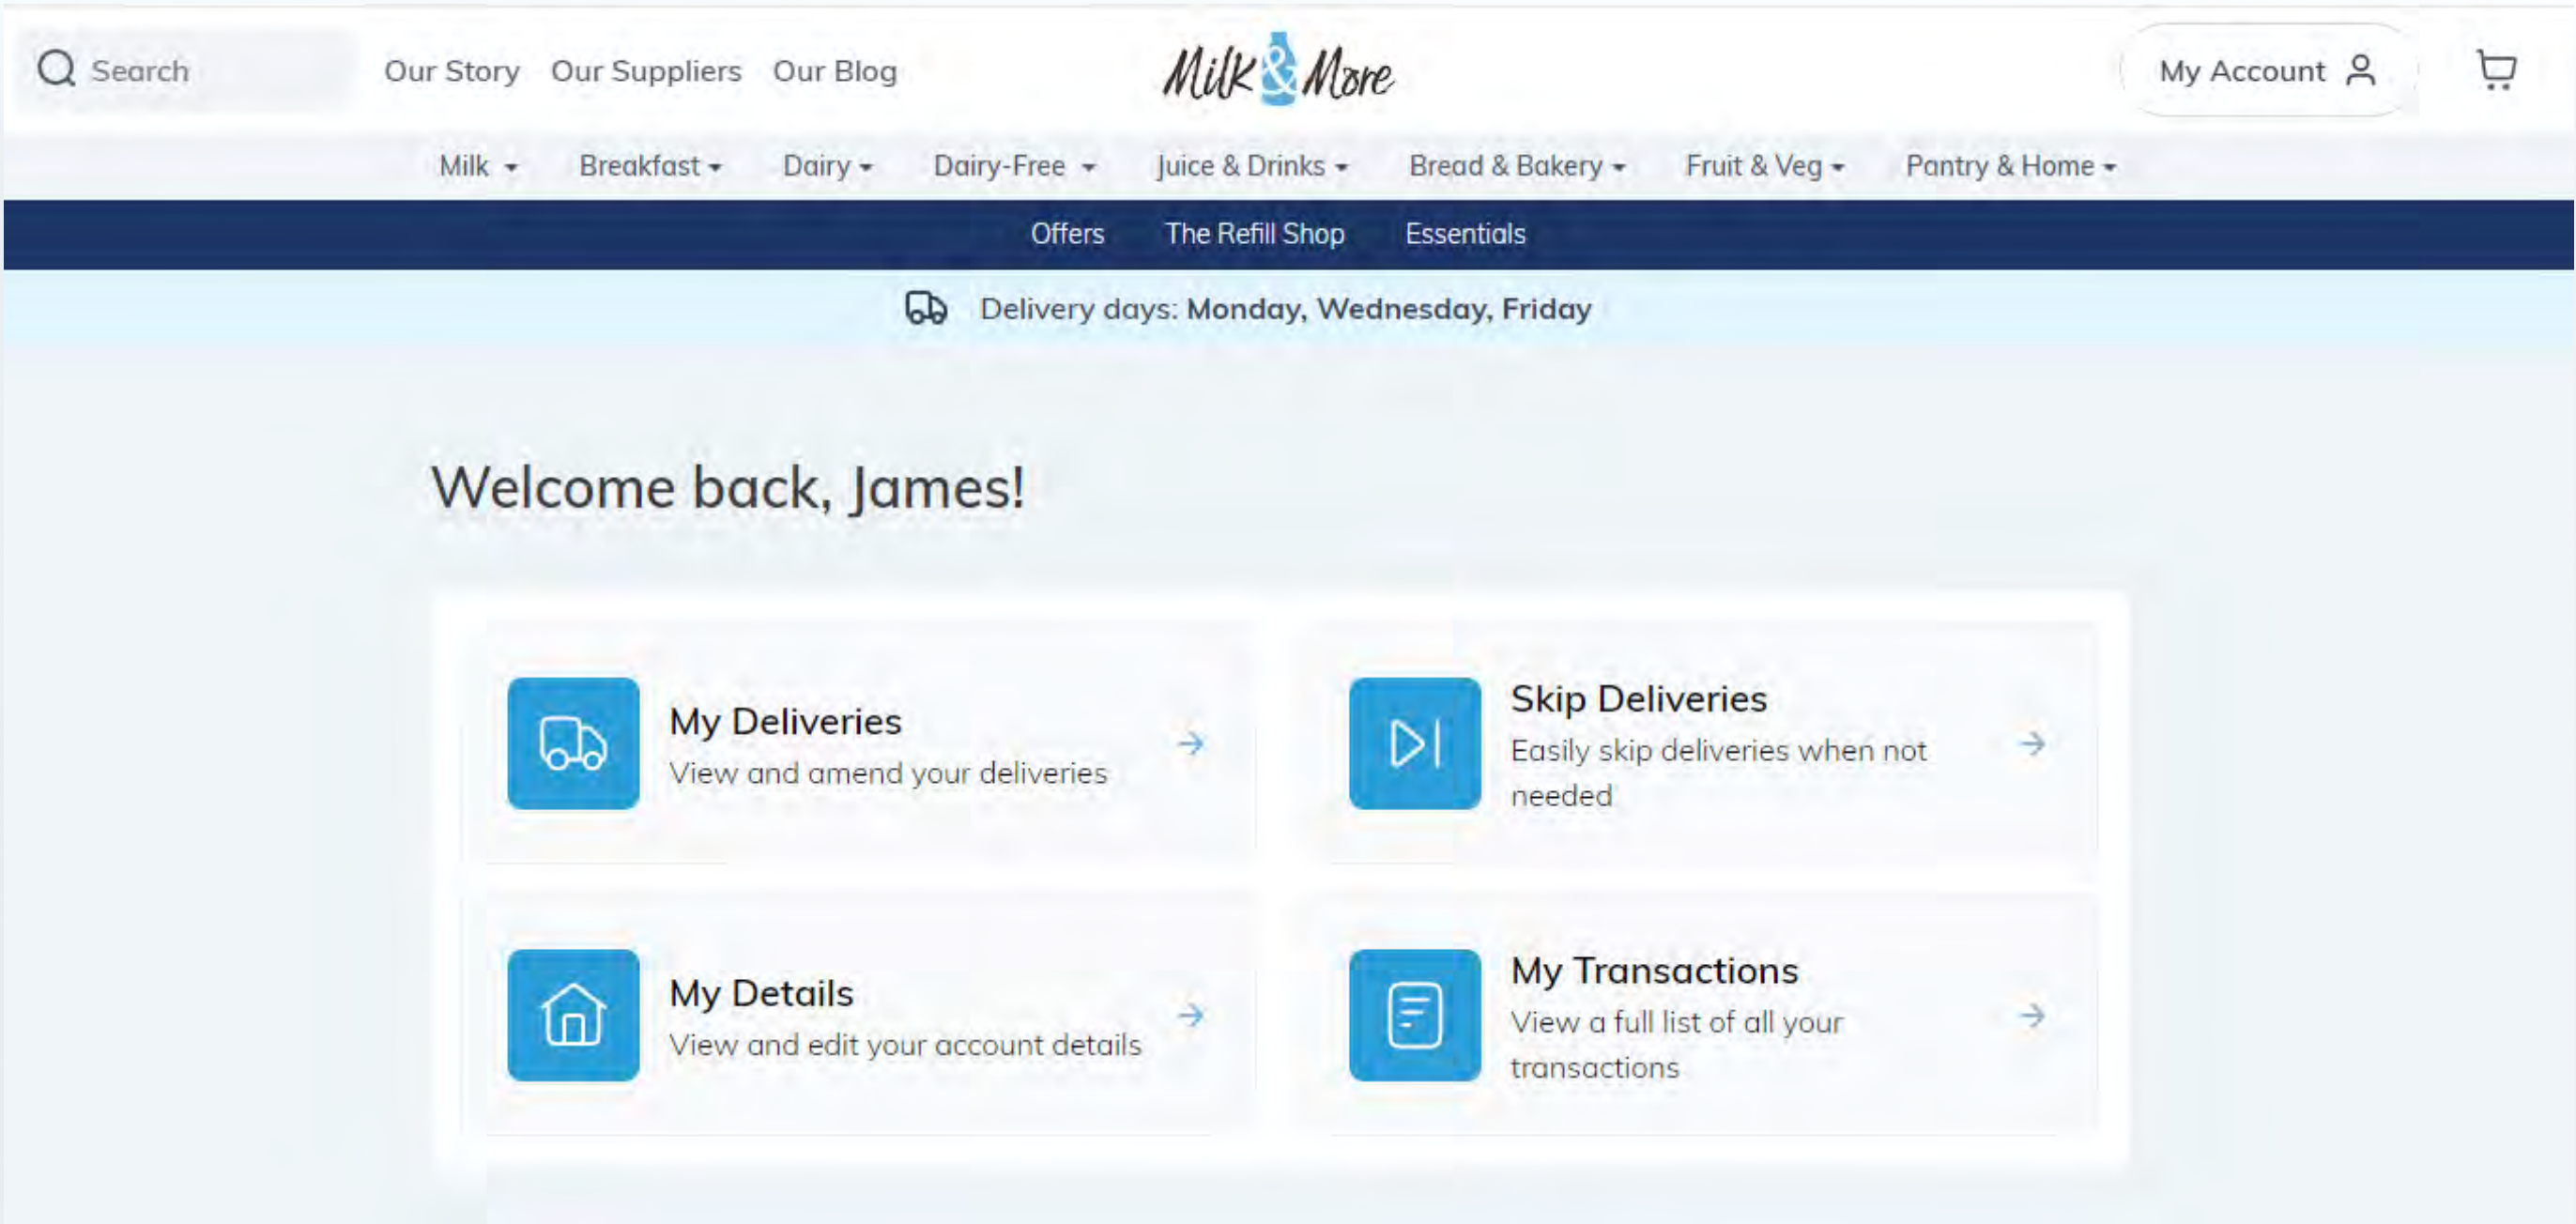 Search
Our Story Our Suppliers Our Blog
Milk & More
My Account
Milk Breakfast Dairy Dairy-Free Juice & Drinks Bread & Bakery Fruit & Veg Pantry & Home
Offers The Refill Shop Essentials
Delivery days: Monday, Wednesday, Friday
Welcome back, James!
My Deliveries
View and amend your deliveries
Skip Deliveries
Easily skip deliveries when not
needed
My Details
View and edit your account details
My Transactions
View a full list of all your
transactions